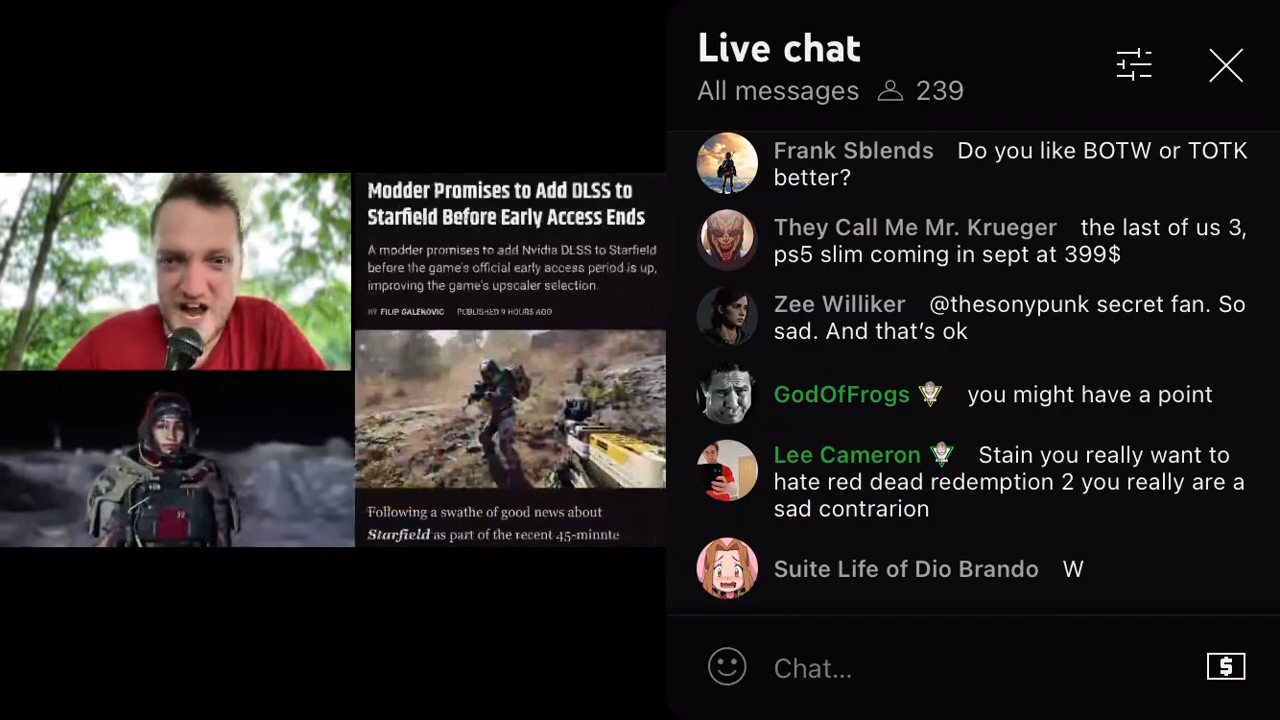 Modder Promises to Add DLSS to
Starfield Before Early Access Ends
A modder promises to add Nvidia DLSS to Starfield
before the game's official early access period is up,
improving the game's upscaler selection.
BY FILIP GALEKOVIC PUBLISHED 9 HOURS AGO
Following a swathe of good news about
Starfield as part of the recent 45-minute
Live chat
All messages 239
Frank Sblends Do you like BOTW or TOTK
better?
They Call Me Mr. Krueger the last of us 3,
ps5 slim coming in sept at 399$
Zee Williker @thesonypunk secret fan. So
sad. And that's ok
GodOfFrogs you might have a point
Lee Cameron Stain you really want to
hate red dead redemption 2 you really are a
sad contrarion
Suite Life of Dio Brando W
Chat...
$